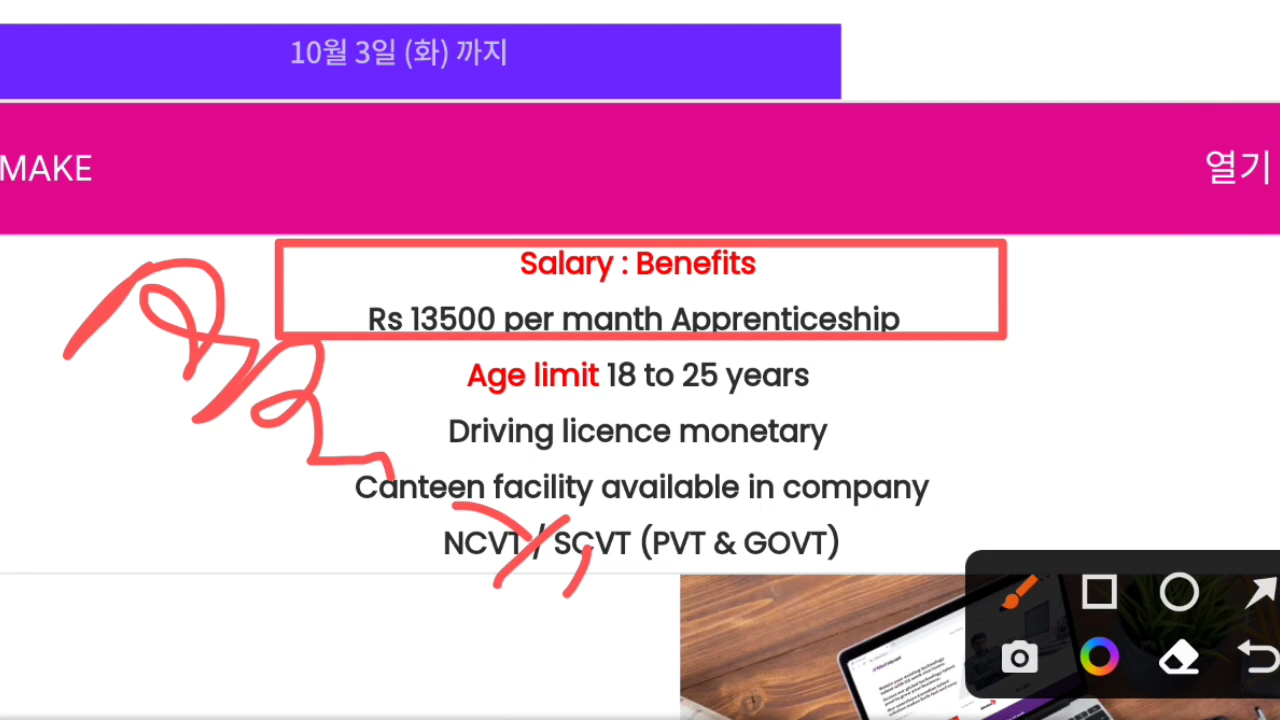 10월 3일 (화) 까지
MAKE
열기
Salary : Benefits
Rs 13500 per manth Apprenticeship
Age limit 18 to 25 years
Driving licence monetary
Canteen facility available in company
NCVT / SCVT (PVT & GOVT)